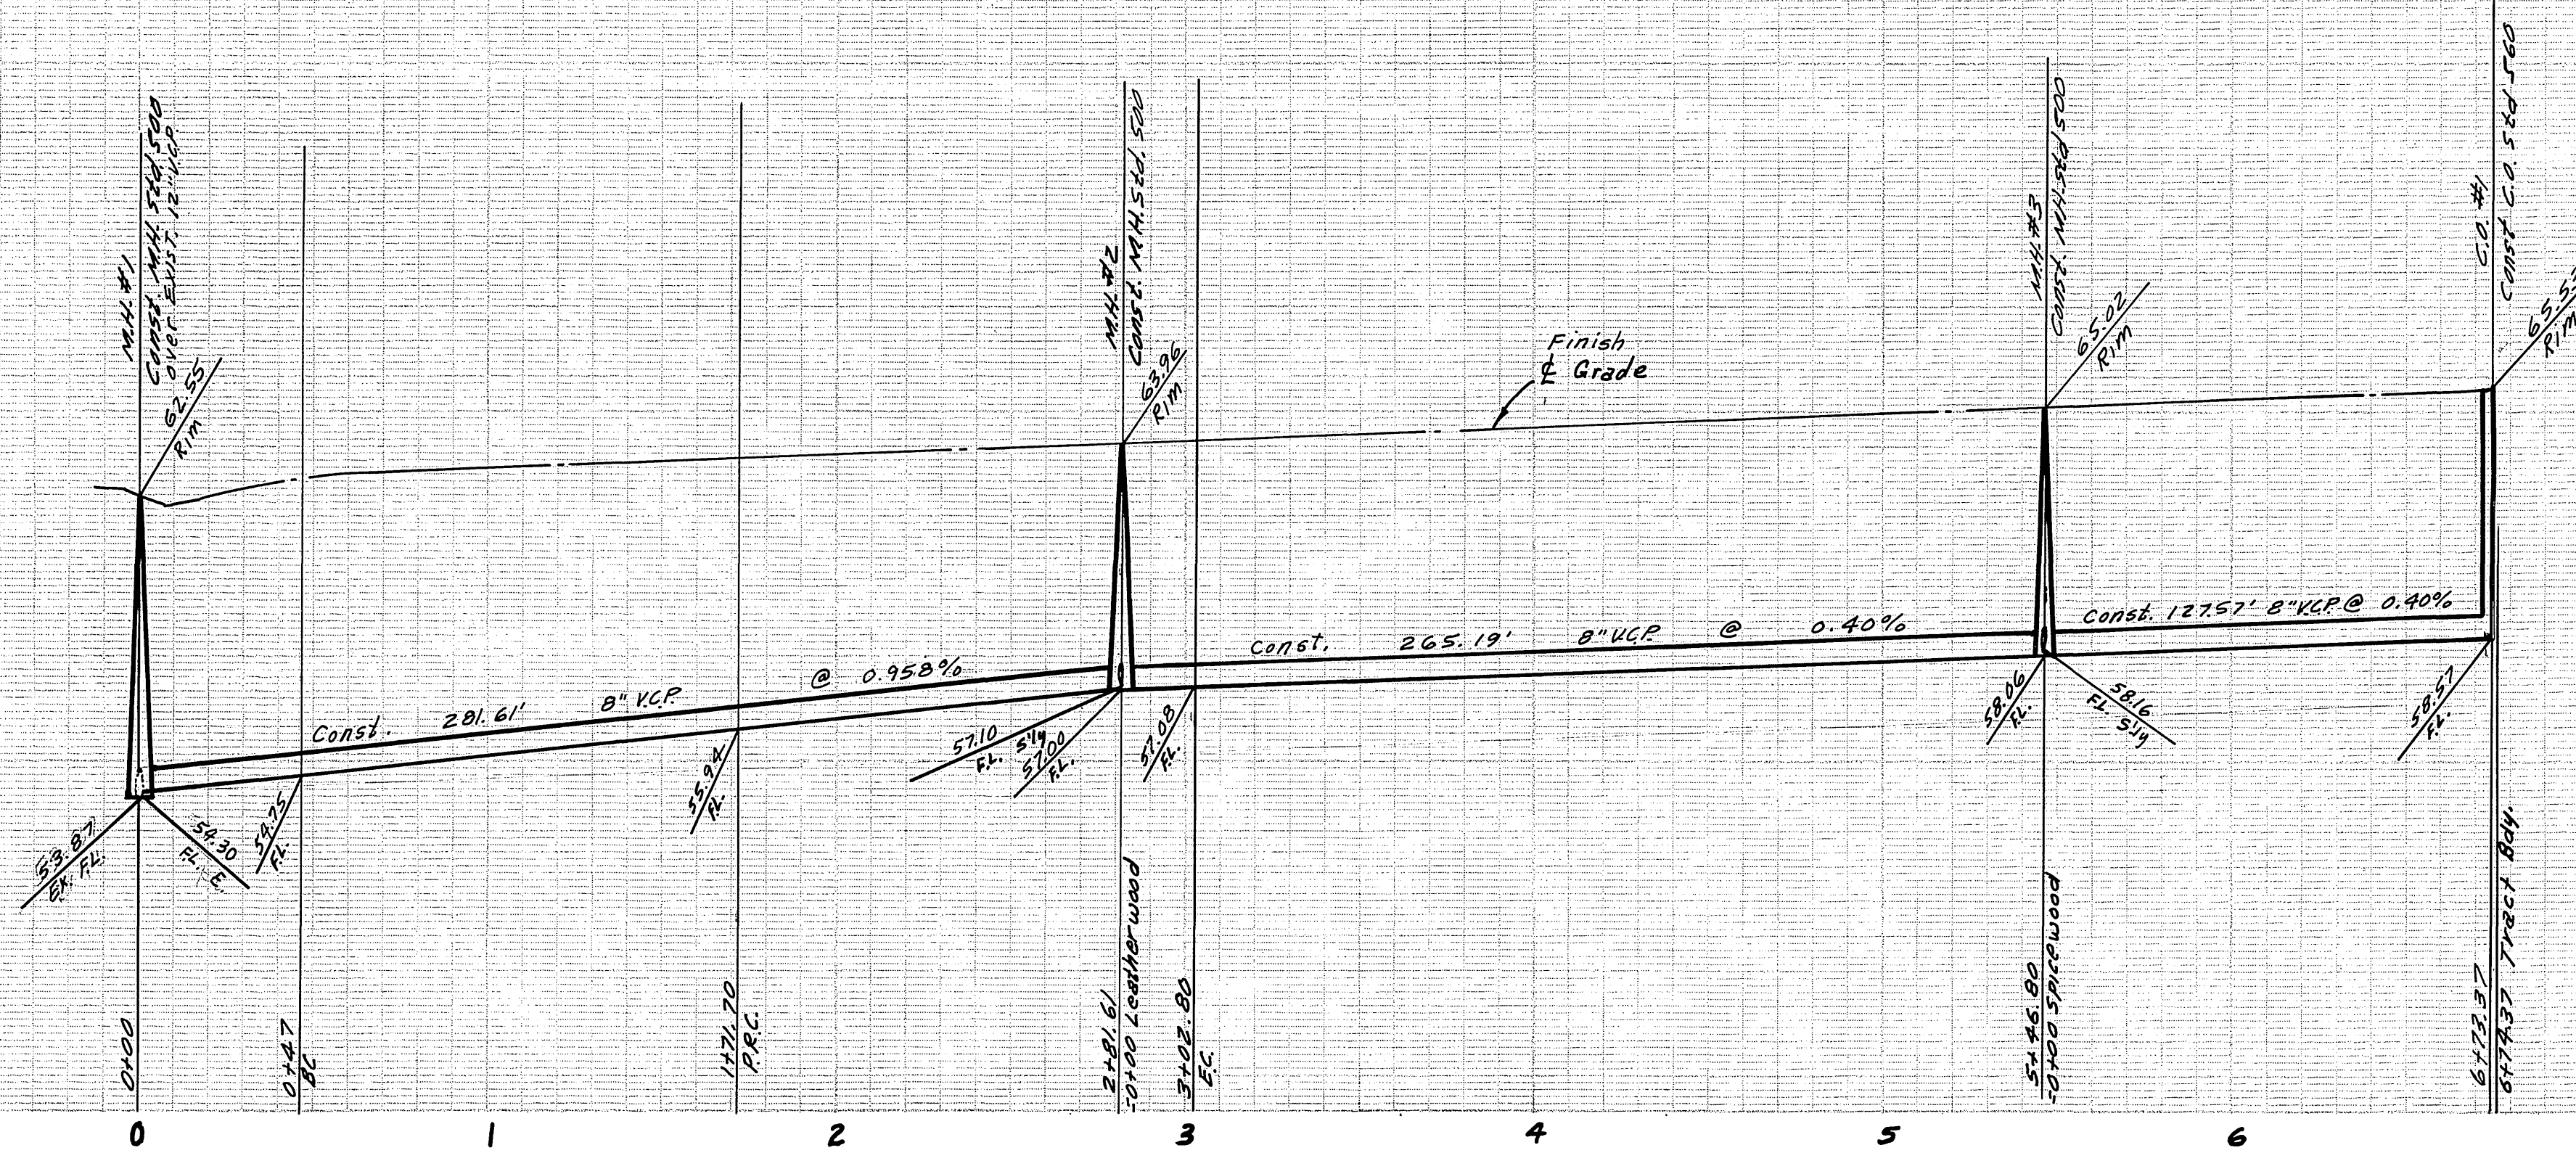 M.H.#1
Const. M.H. Std. 500
over EXIST. 12" V.C.P
62.55
Rim
M.H.#2
Const. M.H. Std. 500
63.96
Rim
Finish
℄ Grade
M.H.#3
Const. M.H. Std. 500
65.02
Rim
C.O. #1
Const C.O. Std 560
Rim
Const. 281.61' 8" V.C.P. @ 0.958%
Const. 265.19' 8" V.C.P @ 0.40%
Const. 127.57' 8" V.C.P. @ 0.40%
53.87
Ex. F.L.
54.30
F.L. E.
54.75
F.L.
55.94
F.L.
57.10
F.L. S'ly
57.00
F.L.
57.08
F.L.
58.06
F.L.
58.16
F.L. S'ly
58.57
F.L.
0+00
0+47
BC
1+71.70
P.R.C.
2+81.61
=0+00 Leatherwood
3+02.80
E.C.
5+46.80
=0+00 Spicewood
6+73.37
6+74.37 Tract Bdy.
0 1 2 3 4 5 6